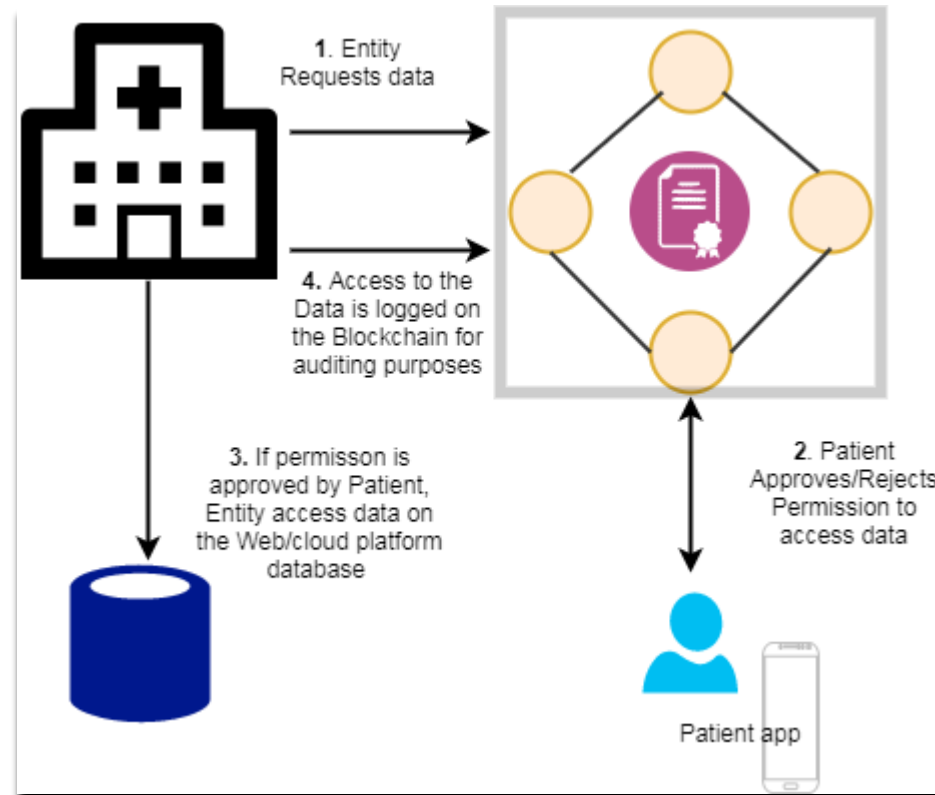 1. Entity
Requests data
4. Access to the
Data is logged on
the Blockchain for
auditing purposes
2. Patient
Approves/Rejects
Permission to
access data
3. If permisson is
approved by Patient,
Entity access data on
the Web/cloud platform
database
Patient app